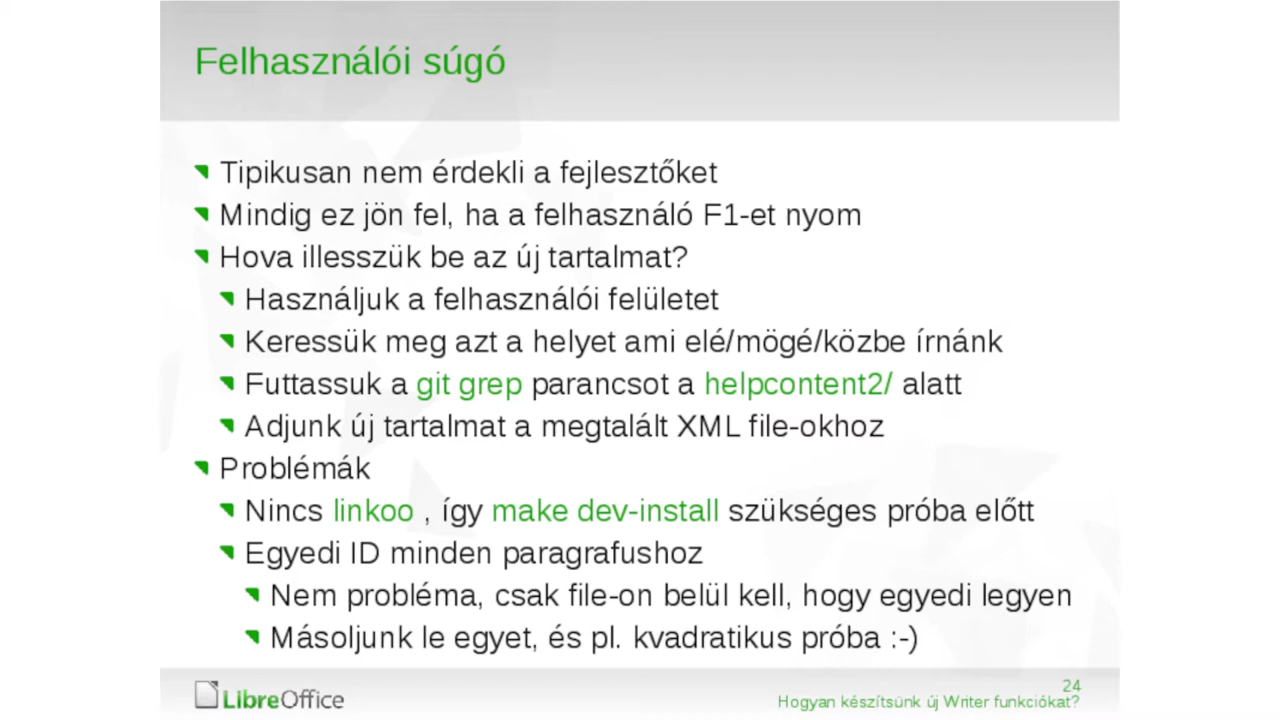 Felhasználói súgó
Tipikusan nem érdekli a fejlesztőket
Mindig ez jön fel, ha a felhasználó F1-et nyom
Hova illesszük be az új tartalmat?
Használjuk a felhasználói felületet
Keressük meg azt a helyet ami elé/mögé/közbe írnánk
Futtassuk a git grep parancsot a helpcontent2/ alatt
Adjunk új tartalmat a megtalált XML file-okhoz
Problémák
Nincs linkoo , így make dev-install szükséges próba előtt
Egyedi ID minden paragrafushoz
Nem probléma, csak file-on belül kell, hogy egyedi legyen
Másoljunk le egyet, és pl. kvadratikus próba :-)
LibreOffice
24
Hogyan készítsünk új Writer funkciókat?